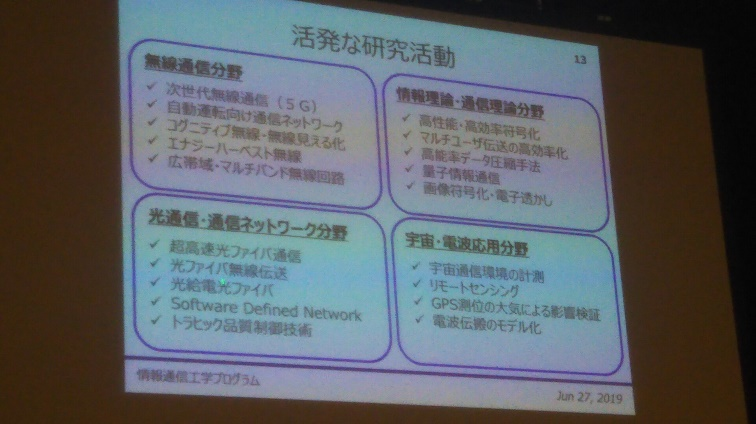 活発な研究活動
13
無線通信分野
✓ 次世代無線通信（５G）
✓ 自動運転向け通信ネットワーク
✓ コグニティブ無線・無線見える化
✓ エナジーハーベスト無線
✓ 広帯域・マルチバンド無線回路
情報理論・通信理論分野
✓ 高性能・高効率符号化
✓ マルチユーザ伝送の高効率化
✓ 高能率データ圧縮手法
✓ 量子情報通信
✓ 画像符号化・電子透かし
光通信・通信ネットワーク分野
✓ 超高速光ファイバ通信
✓ 光ファイバ無線伝送
✓ 光給電光ファイバ
✓ Software Defined Network
✓ トラヒック品質制御技術
宇宙・電波応用分野
✓ 宇宙通信環境の計測
✓ リモートセンシング
✓ GPS測位の大気による影響検証
✓ 電波伝搬のモデル化
情報通信工学プログラム
Jun 27, 2019